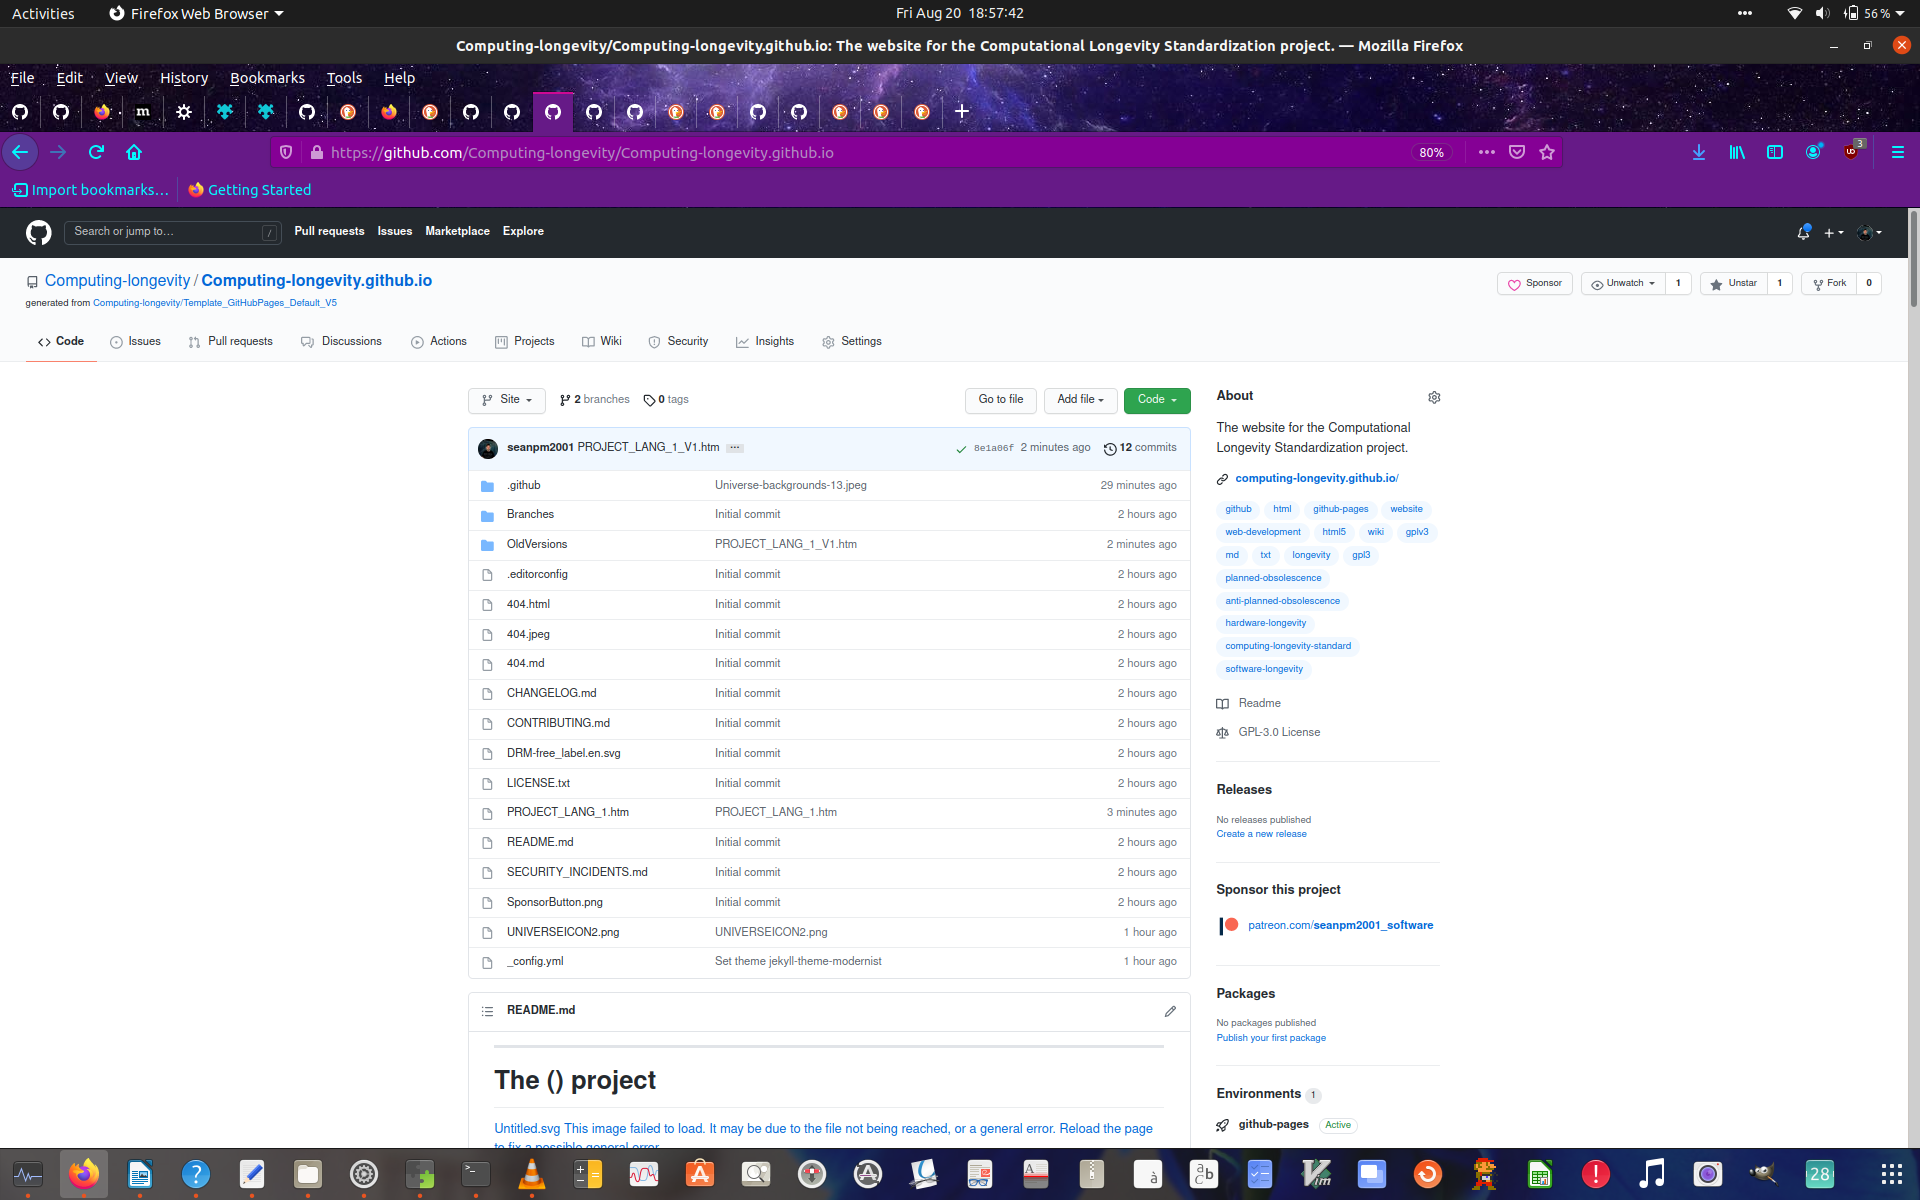 Activities Firefox Web Browser Fri Aug 20 18:57:42 56 %
Computing-longevity/Computing-longevity.github.io: The website for the Computational Longevity Standardization project. — Mozilla Firefox
File Edit View History Bookmarks Tools Help
https://github.com/Computing-longevity/Computing-longevity.github.io 80% 3
Import bookmarks... Getting Started
Search or jump to... / Pull requests Issues Marketplace Explore
Computing-longevity / Computing-longevity.github.io Sponsor Unwatch 1 Unstar 1 Fork 0
generated from Computing-longevity/Template_GitHubPages_Default_V5
Code Issues Pull requests Discussions Actions Projects Wiki Security Insights Settings
Site 2 branches 0 tags Go to file Add file Code
seanpm2001 PROJECT_LANG_1_V1.htm 8e1a06f 2 minutes ago 12 commits
.github Universe-backgrounds-13.jpeg 29 minutes ago
Branches Initial commit 2 hours ago
OldVersions PROJECT_LANG_1_V1.htm 2 minutes ago
.editorconfig Initial commit 2 hours ago
404.html Initial commit 2 hours ago
404.jpeg Initial commit 2 hours ago
404.md Initial commit 2 hours ago
CHANGELOG.md Initial commit 2 hours ago
CONTRIBUTING.md Initial commit 2 hours ago
DRM-free_label.en.svg Initial commit 2 hours ago
LICENSE.txt Initial commit 2 hours ago
PROJECT_LANG_1.htm PROJECT_LANG_1.htm 3 minutes ago
README.md Initial commit 2 hours ago
SECURITY_INCIDENTS.md Initial commit 2 hours ago
SponsorButton.png Initial commit 2 hours ago
UNIVERSEICON2.png UNIVERSEICON2.png 1 hour ago
_config.yml Set theme jekyll-theme-modernist 1 hour ago
README.md
The () project
Untitled.svg This image failed to load. It may be due to the file not being reached, or a general error. Reload the page
to fix a possible general error.
About
The website for the Computational
Longevity Standardization project.
computing-longevity.github.io/
github html github-pages website
web-development html5 wiki gplv3
md txt longevity gpl3
planned-obsolescence
anti-planned-obsolescence
hardware-longevity
computing-longevity-standard
software-longevity
Readme
GPL-3.0 License
Releases
No releases published
Create a new release
Sponsor this project
patreon.com/seanpm2001_software
Packages
No packages published
Publish your first package
Environments 1
github-pages Active
28